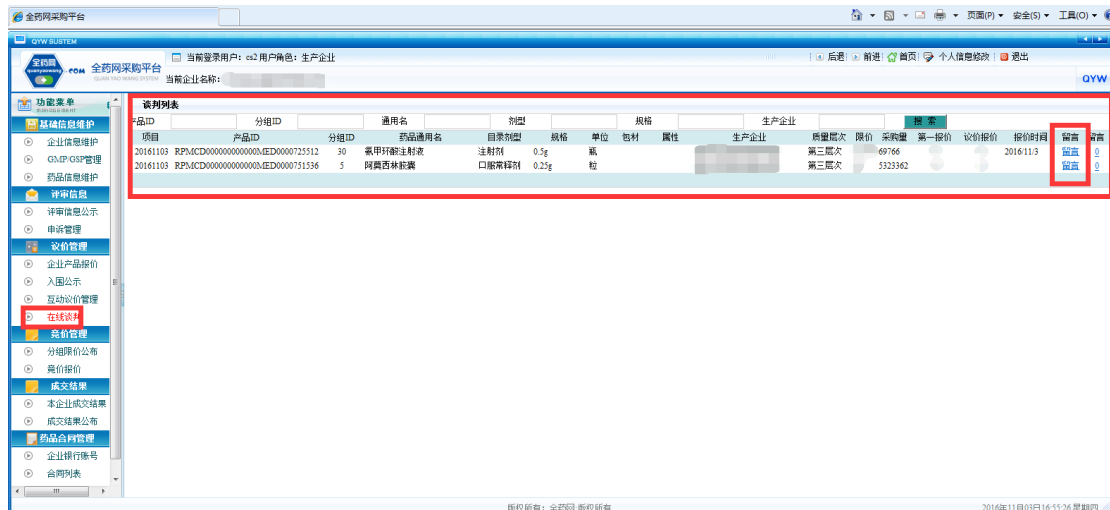 全药网采购平台
页面(P) 安全(S) 工具(O)
QYW SUSTEM
全药网
quanyaowang .COM
全药网采购平台
QUAN YAO WANG SYSTEM
当前登录用户: cs2 用户角色: 生产企业
后退 前进 首页 个人信息修改 退出
当前企业名称:
QYW
功能菜单
基础信息维护
企业信息维护
GMP/GSP管理
药品信息维护
评审信息
评审信息公示
申诉管理
议价管理
企业产品报价
入围公示
互动议价管理
在线谈判
竞价管理
分组限价公布
竞价报价
成交结果
本企业成交结果
成交结果公布
药品合同管理
企业银行账号
合同列表
谈判列表
产品ID 分组ID 通用名 剂型 规格 生产企业 搜 索
项目 产品ID 分组ID 药品通用名 目录剂型 规格 单位 包材 属性 生产企业 质量层次 限价 采购量 第一报价 议价报价 报价时间 留言 留言
20161103 RPMCD000000000000MED0000725512 30 氨甲环酸注射液 注射剂 0.5g 瓶 第三层次 69766 2016/11/3 留言 0
20161103 RPMCD000000000000MED0000751536 5 阿莫西林胶囊 口服常释剂 0.25g 粒 第三层次 5323362 留言 0
版权所有: 全药网 版权所有
2016年11月03日16:55:26 星期四